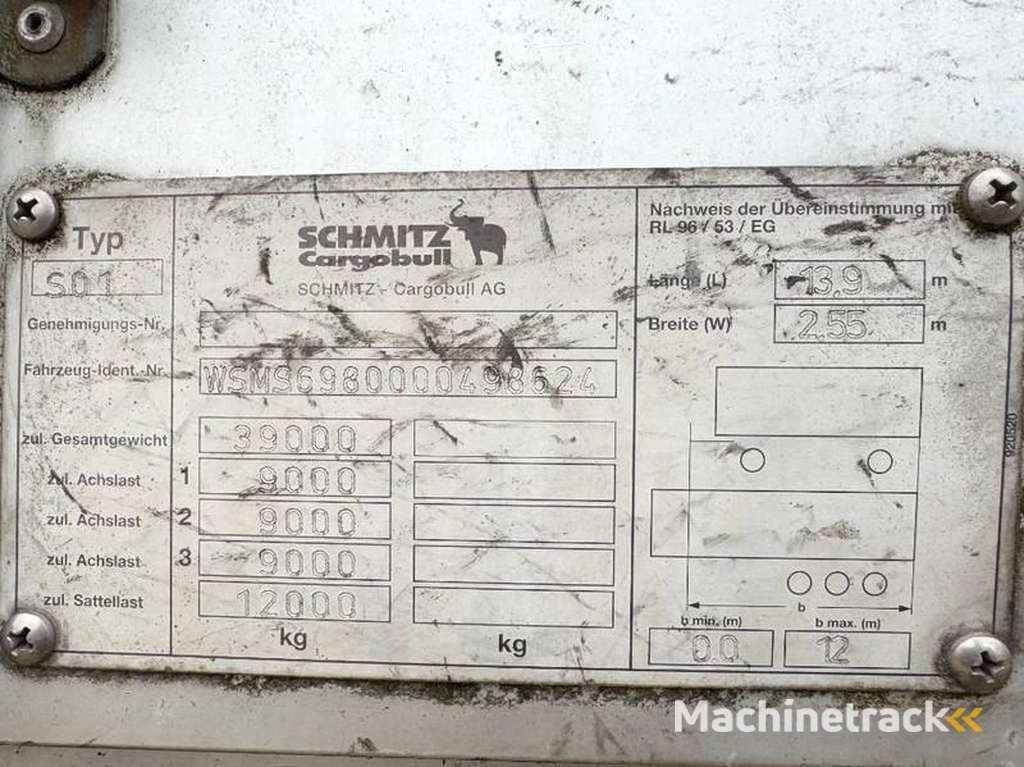 Typ
S01
SCHMITZ
Cargobull
SCHMITZ - Cargobull AG
Genehmigungs-Nr.
Fahrzeug-Ident.-Nr
WSMS6980000498624
zul. Gesamtgewicht 39000
zul. Achslast 1 9000
zul. Achslast 2 9000
zul. Achslast 3 9000
zul. Sattellast 12000
kg kg
Nachweis der Übereinstimmung mit
RL 96 / 53 / EG
Länge (L) 13.9 m
Breite (W) 2.55 m
b
b min. (m) b max. (m)
0.0 12
920520
Machinetrack